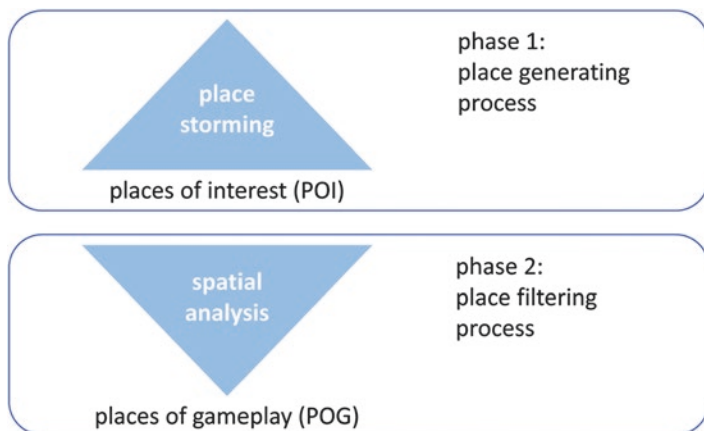 place
storming
places of interest (POI)
phase 1:
place generating
process
spatial
analysis
places of gameplay (POG)
phase 2:
place filtering
process